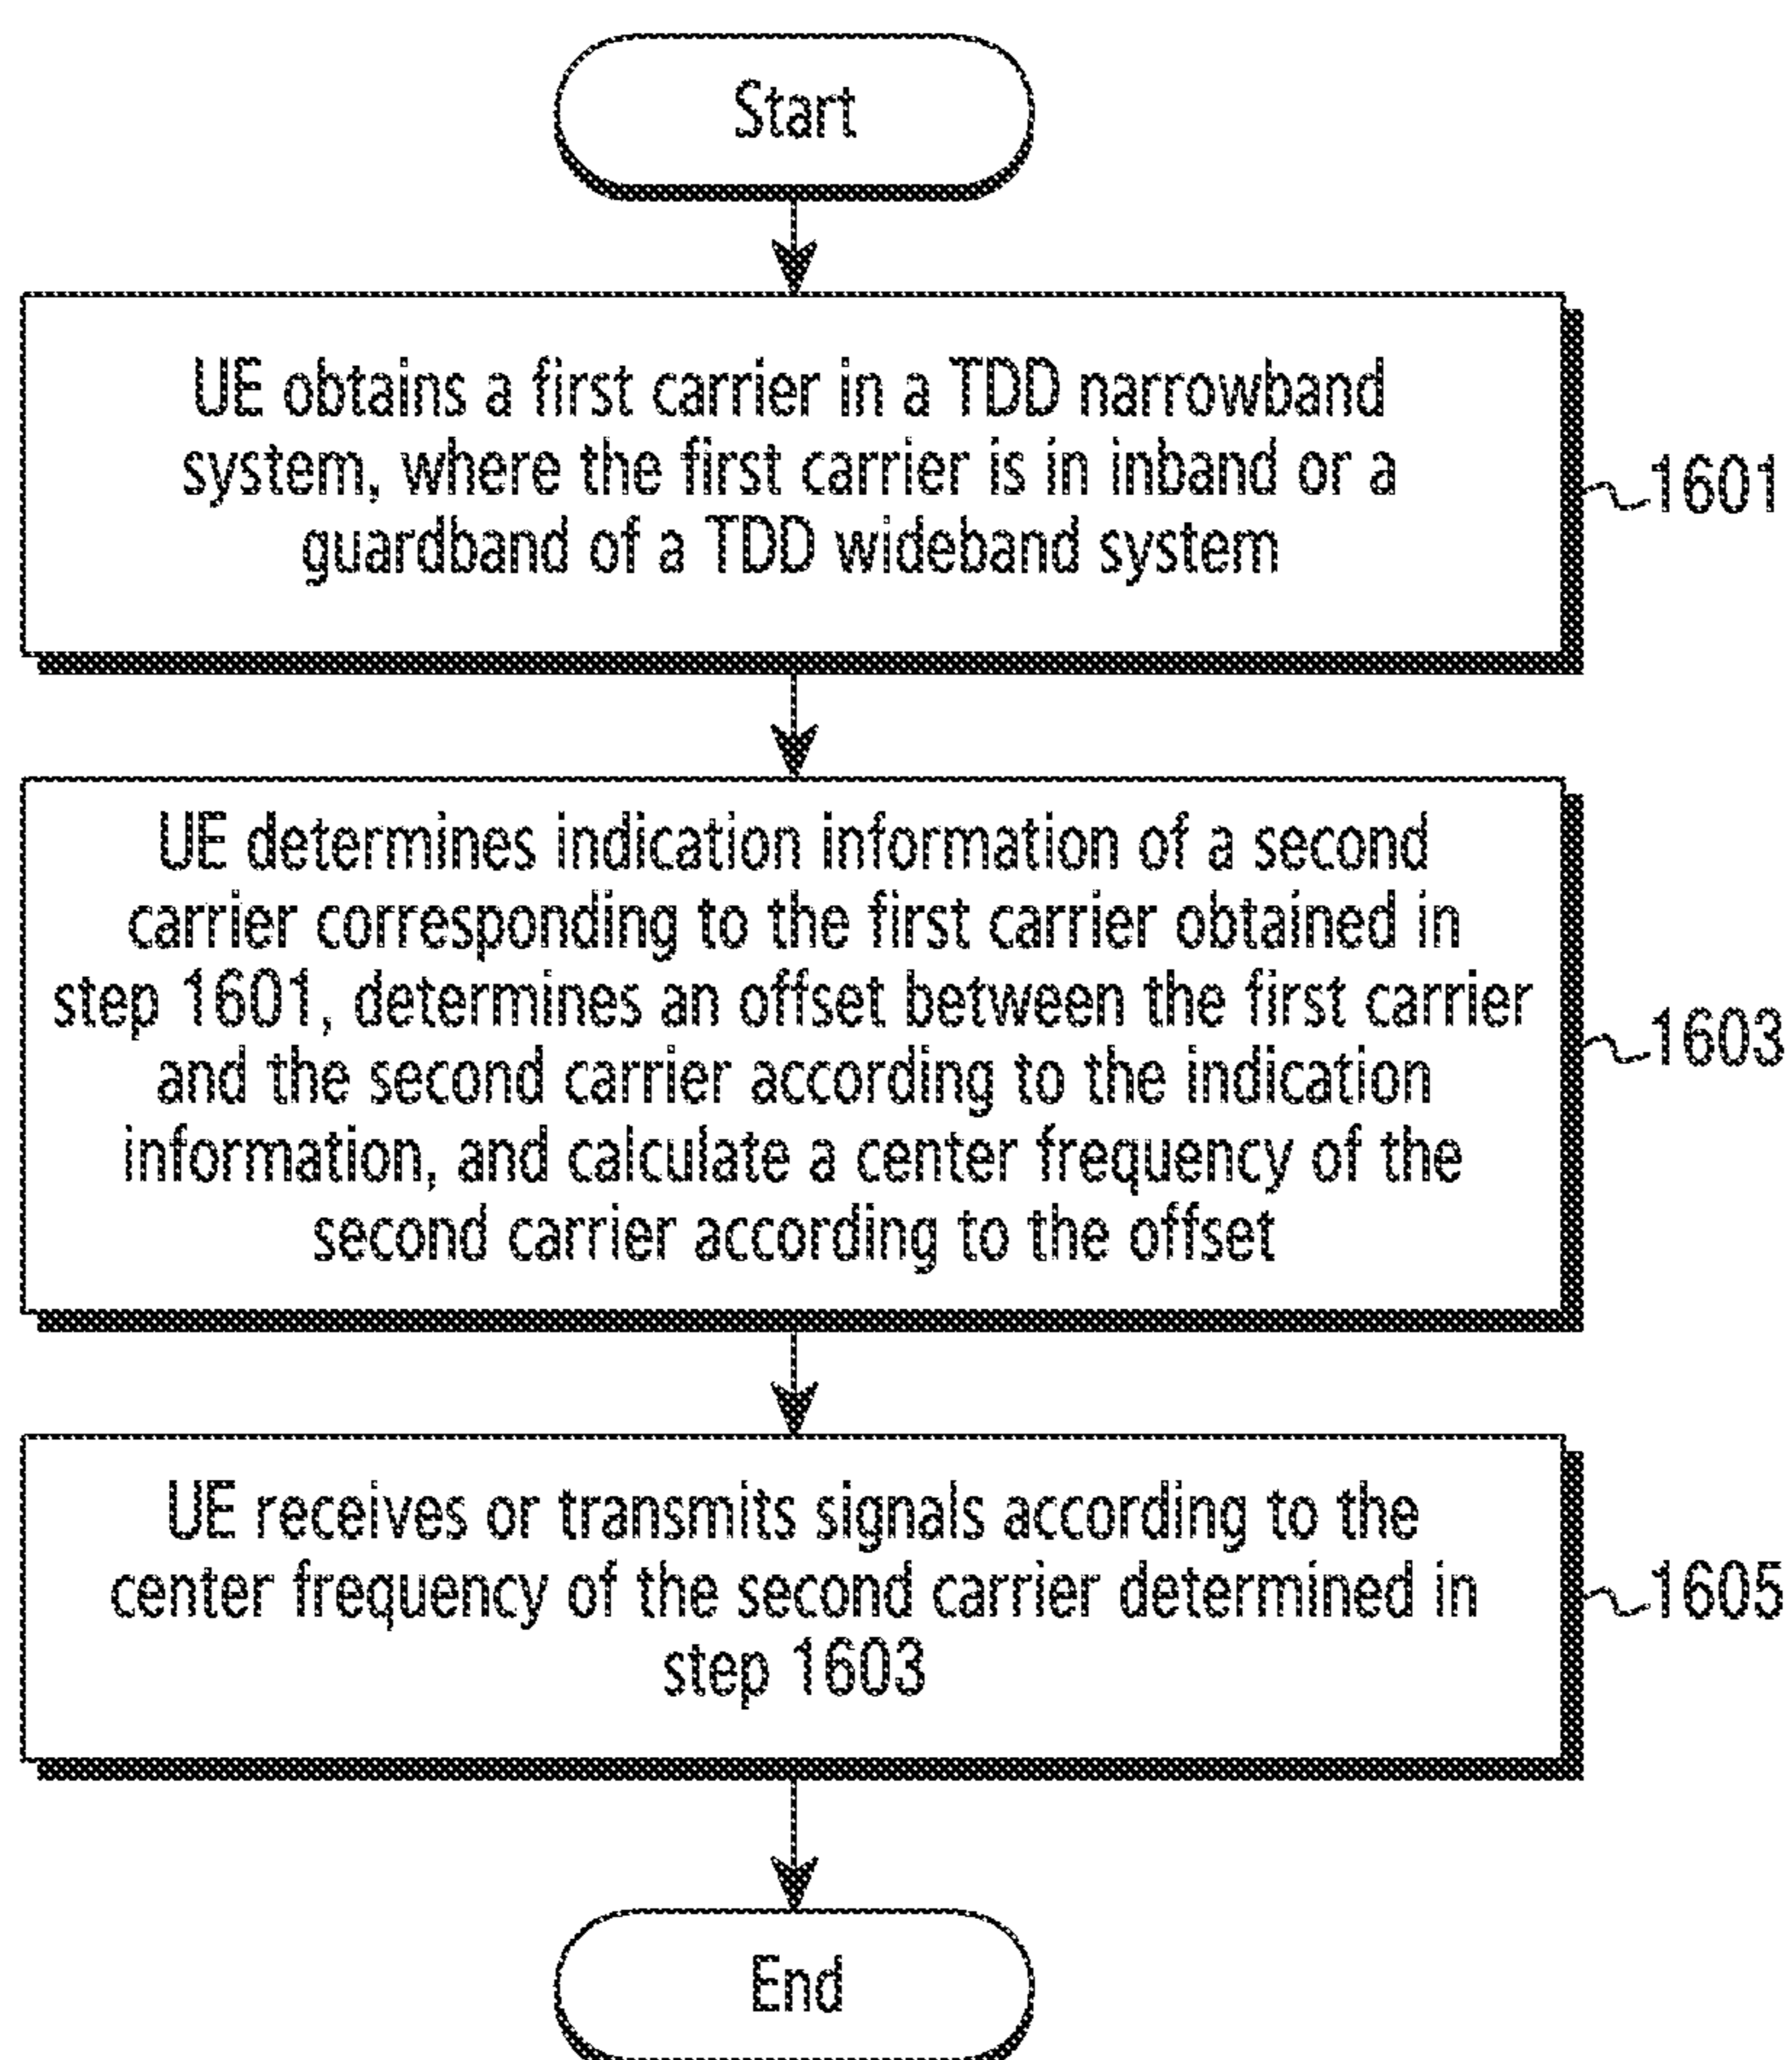 Start
UE obtains a first carrier in a TDD narrowband
system, where the first carrier is in inband or a
guardband of a TDD wideband system
1601
UE determines indication information of a second
carrier corresponding to the first carrier obtained in
step 1601, determines an offset between the first carrier
and the second carrier according to the indication
information, and calculate a center frequency of the
second carrier according to the offset
1603
UE receives or transmits signals according to the
center frequency of the second carrier determined in
step 1603
1605
End